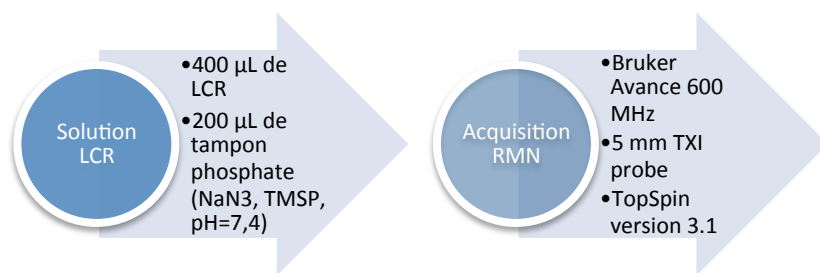 Solution
LCR
•400 µL de
LCR
•200 µL de
tampon
phosphate
(NaN3, TMSP,
pH=7,4)
Acquisition
RMN
•Bruker
Avance 600
MHz
•5 mm TXI
probe
•TopSpin
version 3.1